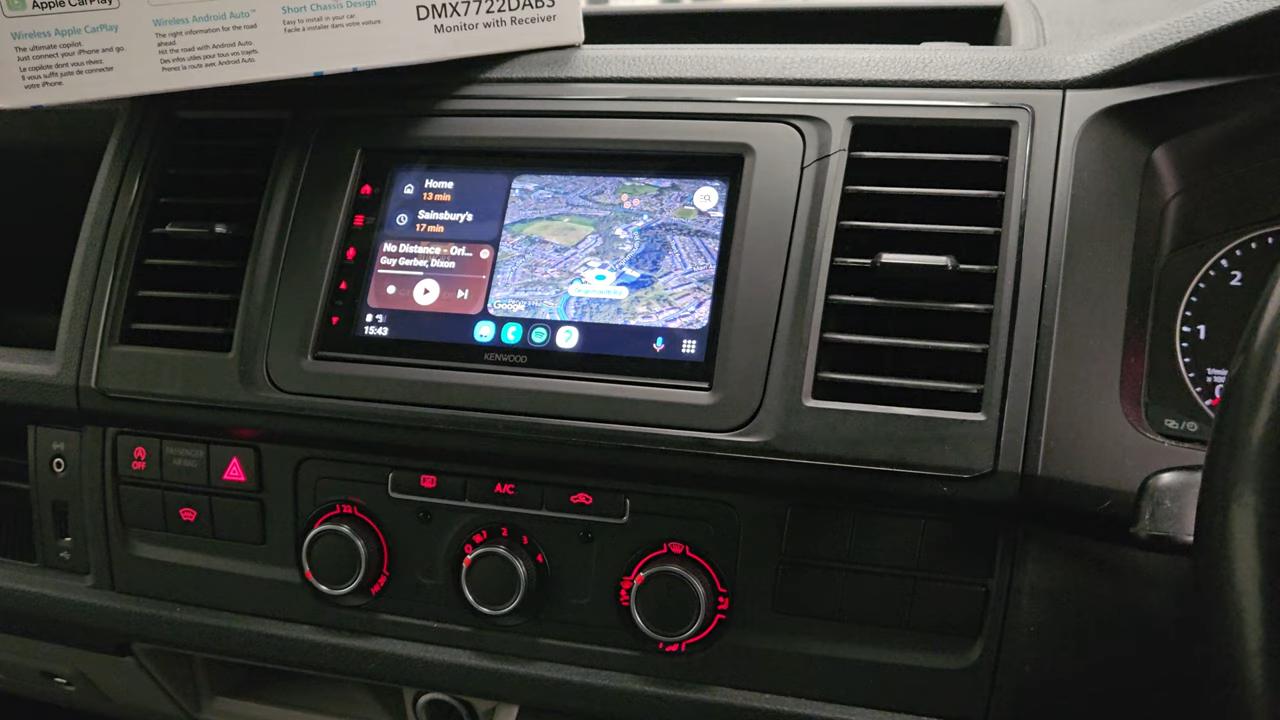 Apple CarPlay
Wireless Apple CarPlay
The ultimate copilot.
Just connect your iPhone and go.
Le copilote dont vous rêvez.
Il vous suffit juste de connecter
votre iPhone.
Wireless Android Auto™
The right information for the road
ahead.
Hit the road with Android Auto.
Des infos utiles pour tous vos trajets.
Prenez la route avec Android Auto.
Short Chassis Design
Easy to install in your car.
Facile à installer dans votre voiture.
DMX7722DABS
Monitor with Receiver
Home
13 min
Sainsbury's
17 min
No Distance - Ori...
Guy Gerber, Dixon
15:43
Google
KENWOOD
OFF
PASSENGER
AIRBAG
A/C
22
0
2
3
4
2
1